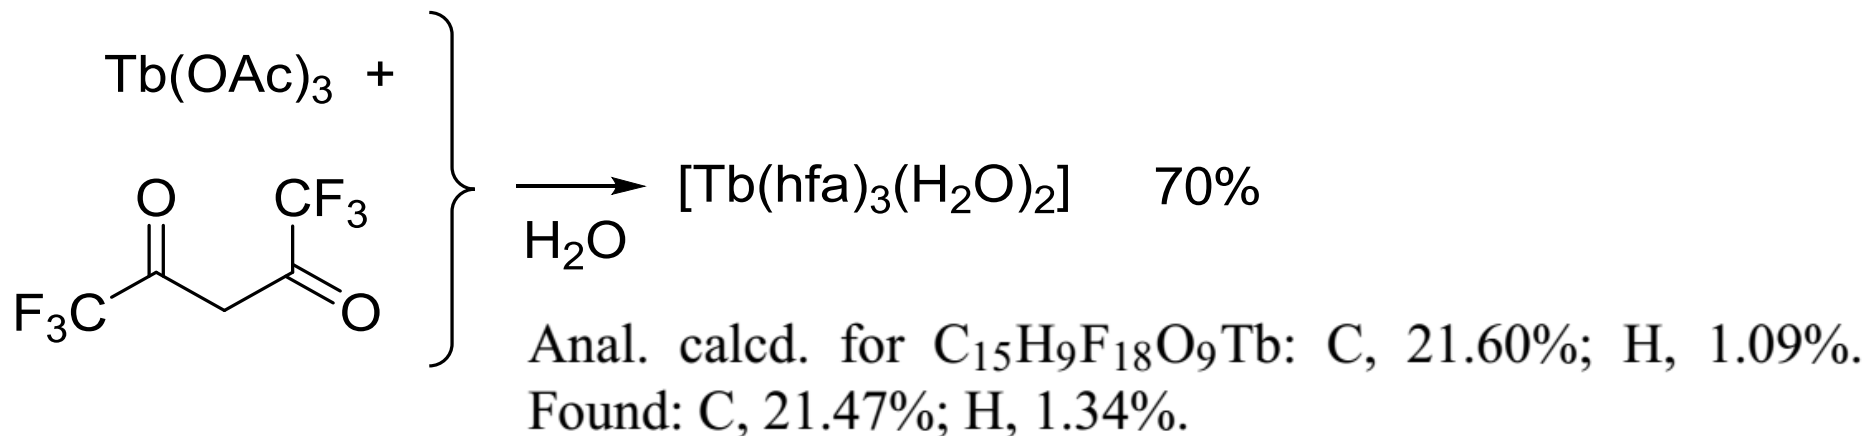 Tb(OAc)₃ +
O CF₃
F₃C O
H₂O
[Tb(hfa)₃(H₂O)₂] 70%
Anal. calcd. for C₁₅H₉F₁₈O₉Tb: C, 21.60%; H, 1.09%.
Found: C, 21.47%; H, 1.34%.